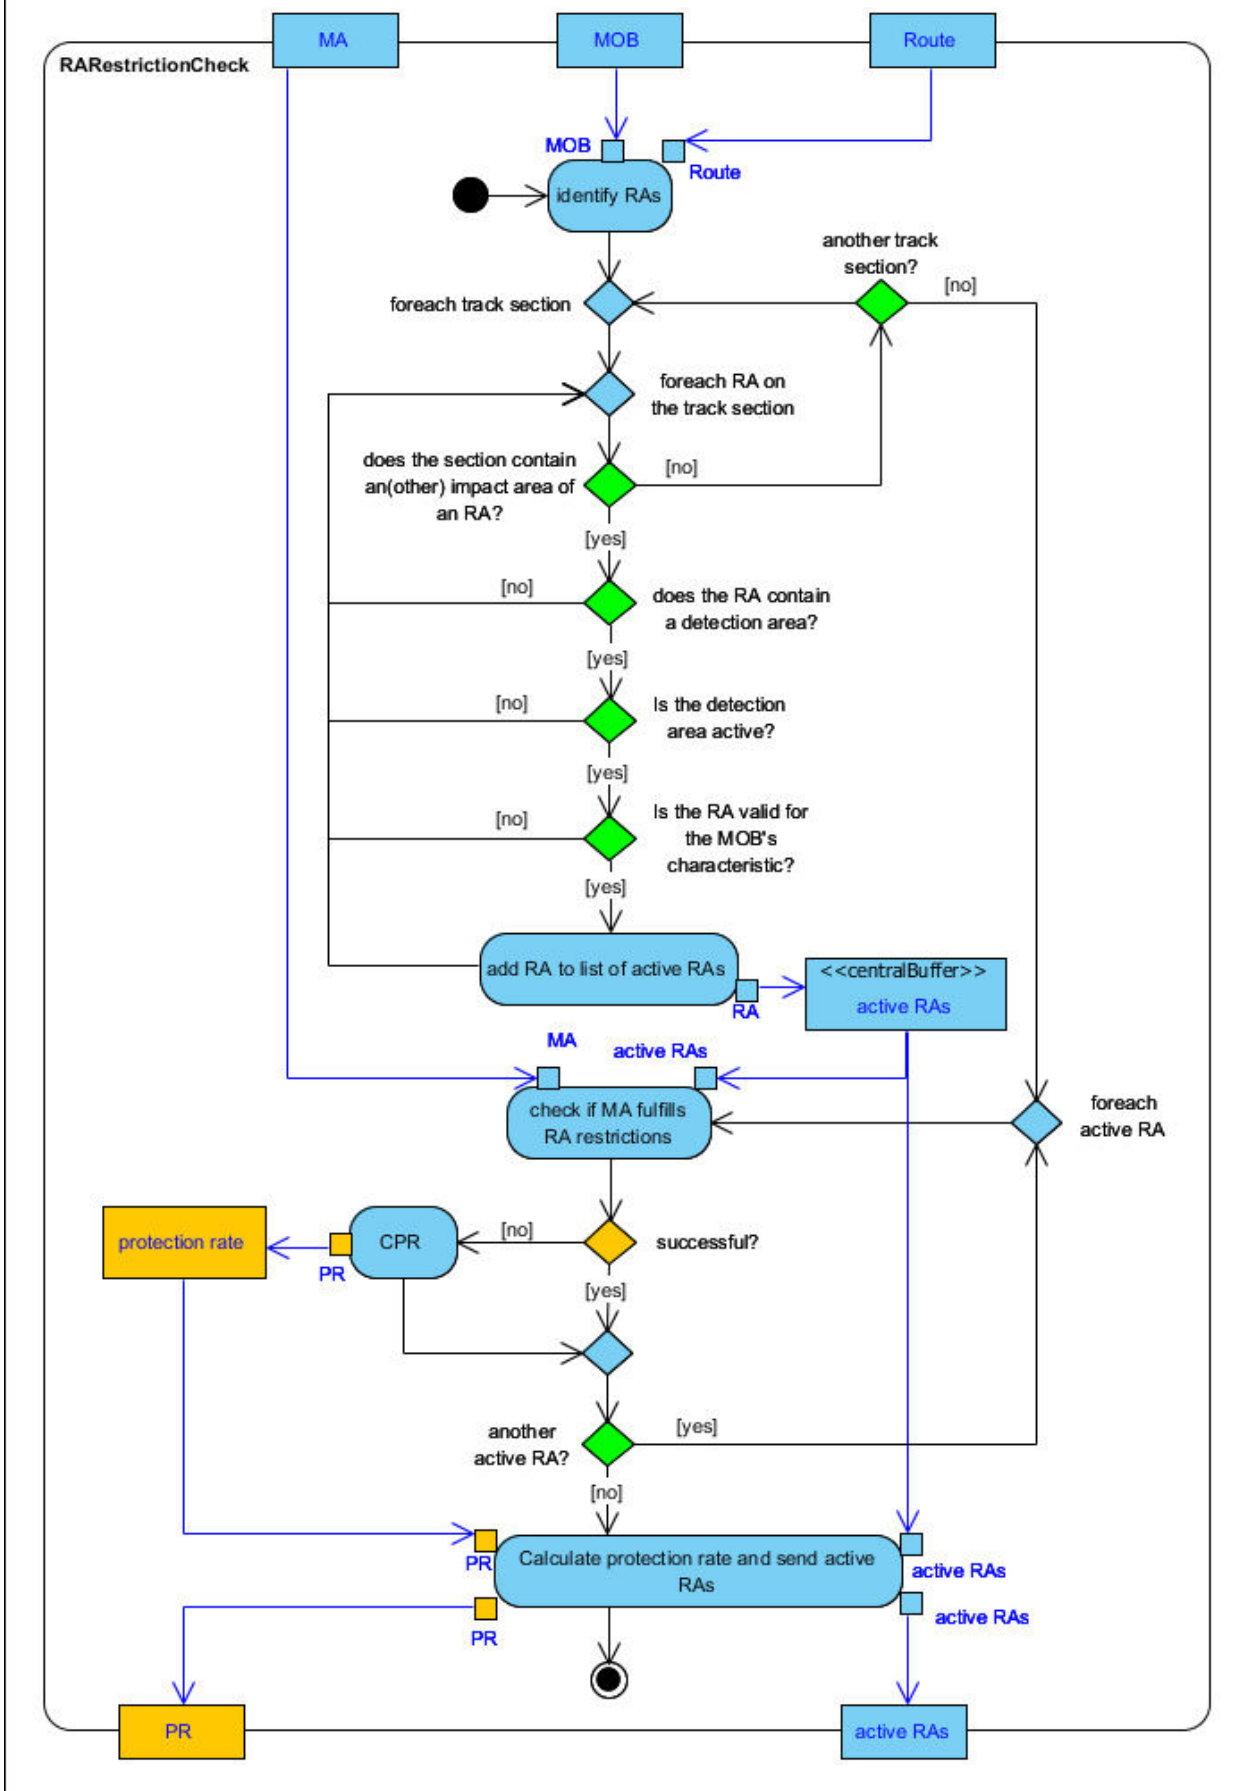 MA
MOB
Route
RARestrictionCheck
MOB
Route
identify RAs
another track
section?
[no]
foreach track section
foreach RA on
the track section
does the section contain
an(other) impact area of
an RA?
[no]
[yes]
[no]
does the RA contain
a detection area?
[yes]
[no]
Is the detection
area active?
[yes]
[no]
Is the RA valid for
the MOB's
characteristic?
[yes]
add RA to list of active RAs
RA
<<centralBuffer>>
active RAs
MA
active RAs
check if MA fulfills
RA restrictions
foreach
active RA
protection rate
PR
CPR
[no]
successful?
[yes]
another
active RA?
[yes]
[no]
PR
Calculate protection rate and send active
RAs
active RAs
PR
active RAs
PR
active RAs